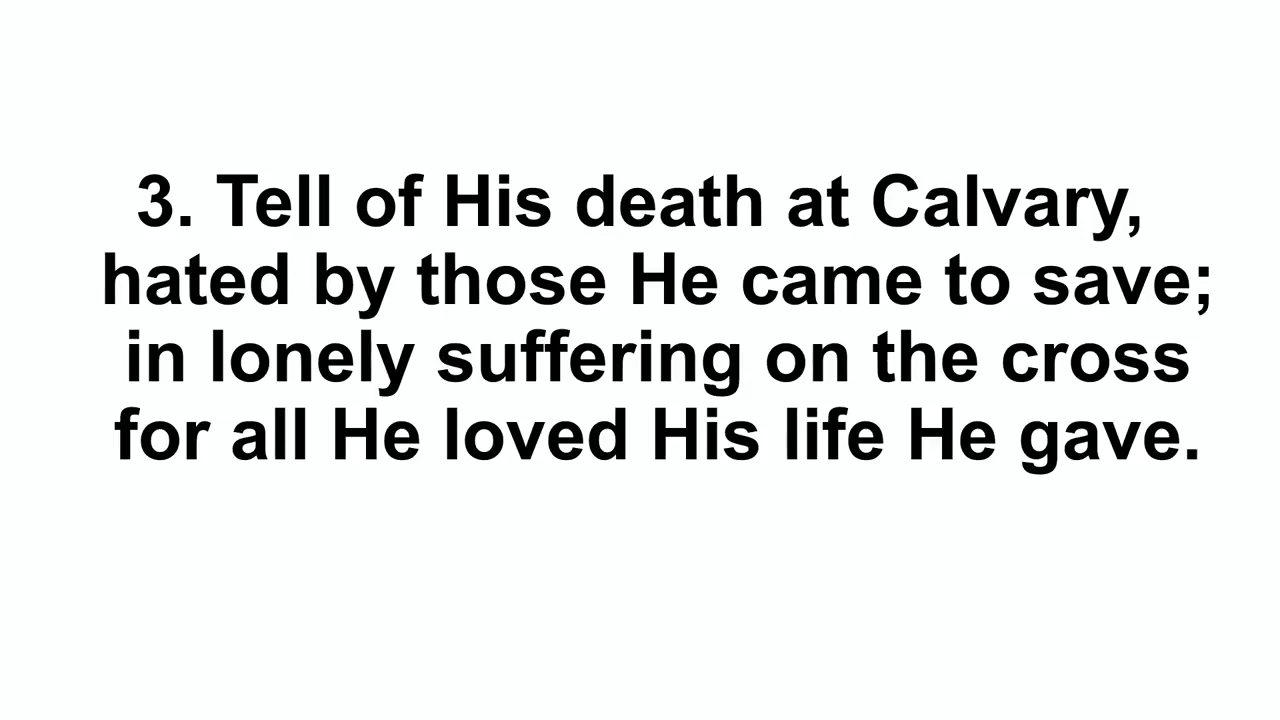 3. Tell of His death at Calvary,
hated by those He came to save;
in lonely suffering on the cross
for all He loved His life He gave.